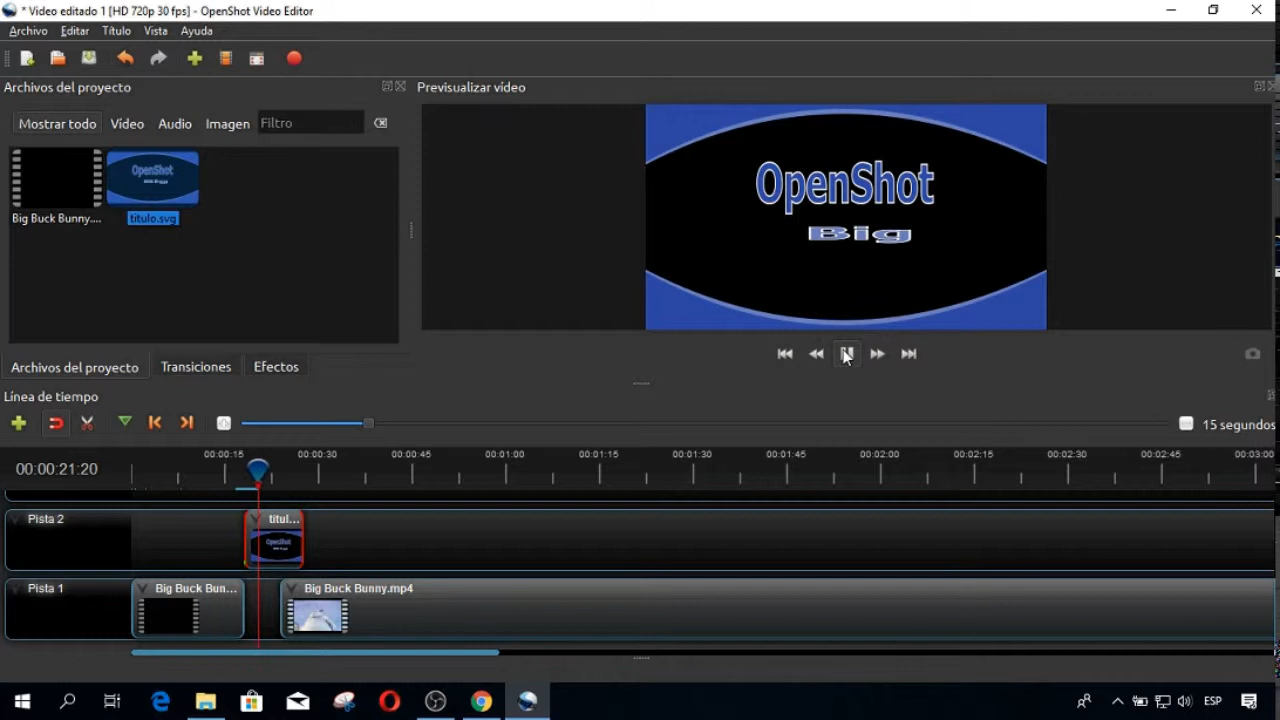 * Video editado 1 [HD 720p 30 fps] - OpenShot Video Editor
Archivo Editar Título Vista Ayuda
Archivos del proyecto
Previsualizar video
Mostrar todo Vídeo Audio Imagen Filtro
OpenShot
Big
OpenShot
Big Buck Bunny.... titulo.svg
Archivos del proyecto Transiciones Efectos
Línea de tiempo
15 segundos
00:00:21:20
00:00:15 00:00:30 00:00:45 00:01:00 00:01:15 00:01:30 00:01:45 00:02:00 00:02:15 00:02:30 00:02:45 00:03:00
Pista 2
titul...
OpenShot
Pista 1
Big Buck Bun...
Big Buck Bunny.mp4
ESP